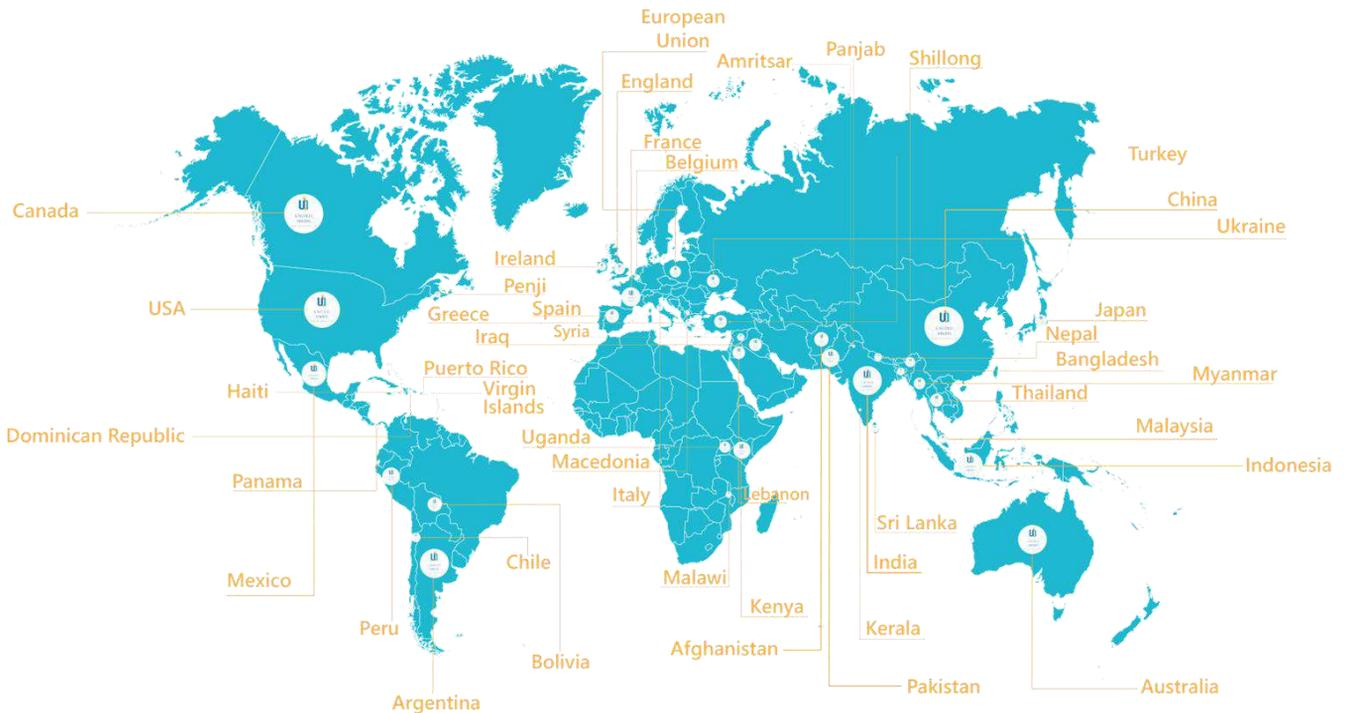 European
Union
Panjab
Amritsar
Shillong
England
France
Belgium
Turkey
China
Canada
Ukraine
Ireland
Penji
USA
Spain
Greece
Japan
Syria
Iraq
Nepal
Bangladesh
Puerto Rico
Myanmar
Haiti
Virgin
Islands
Thailand
Malaysia
Dominican Republic
Uganda
Macedonia
Indonesia
Panama
Italy
Lebanon
Sri Lanka
Chile
India
Mexico
Malawi
Kenya
Peru
Kerala
Afghanistan
Bolivia
Pakistan
Australia
Argentina